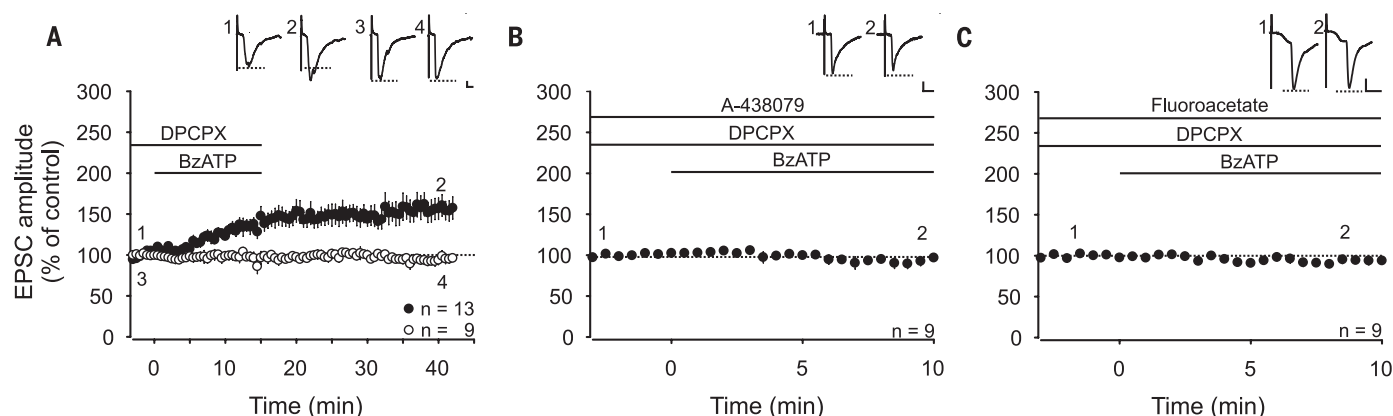 A
1 2 3 4
EPSC amplitude
(% of control)
300
250
200
150
100
50
0
DPCPX
BzATP
1
2
3
4
n = 13
n = 9
0 10 20 30 40
Time (min)
B
1 2
300
250
200
150
100
50
0
A-438079
DPCPX
BzATP
1
2
n = 9
0 5 10
Time (min)
C
1 2
300
250
200
150
100
50
0
Fluoroacetate
DPCPX
BzATP
1
2
n = 9
0 5 10
Time (min)